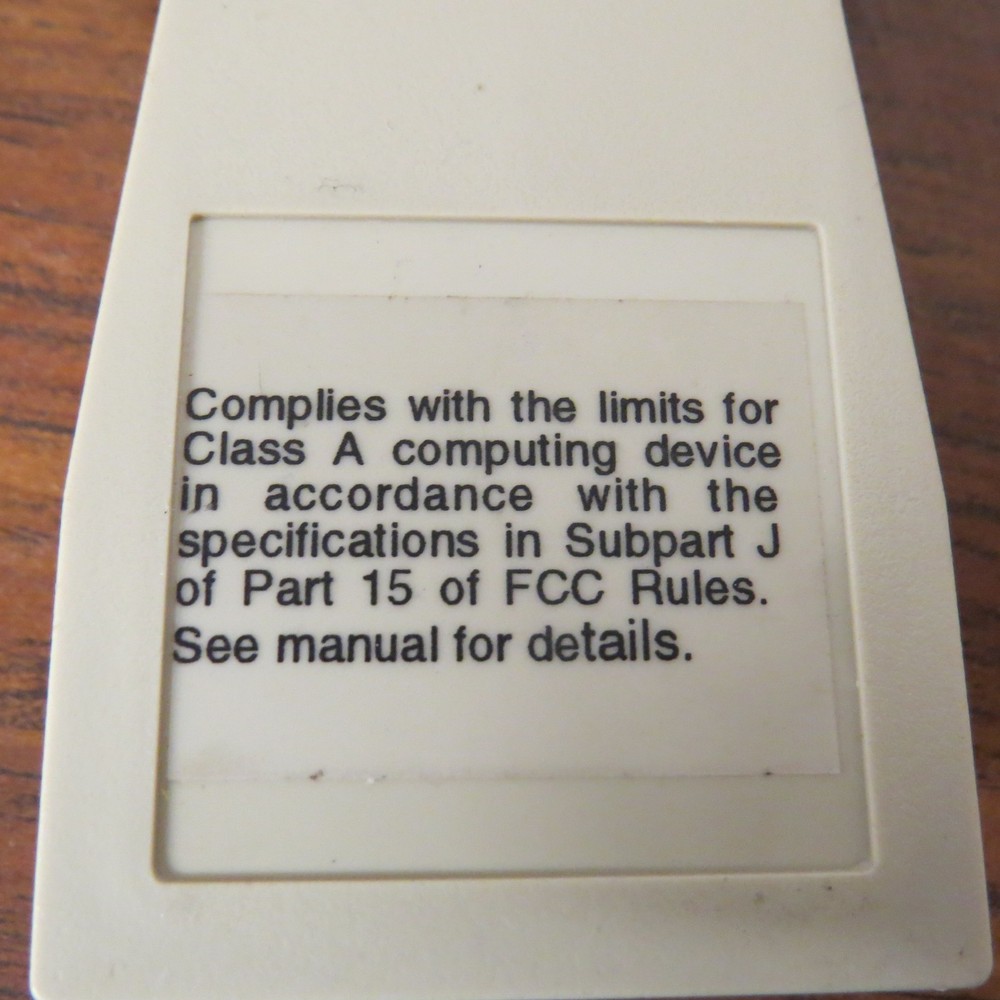 Complies with the limits for
Class A computing device
in accordance with the
specifications in Subpart J
of Part 15 of FCC Rules.
See manual for details.